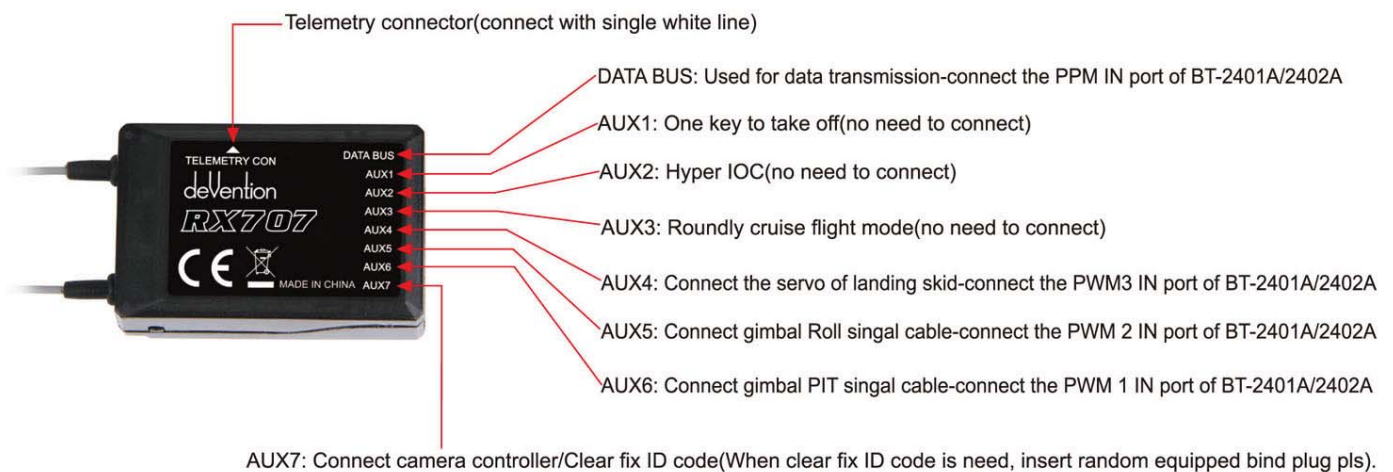 Telemetry connector(connect with single white line)
DATA BUS: Used for data transmission-connect the PPM IN port of BT-2401A/2402A
AUX1: One key to take off(no need to connect)
AUX2: Hyper IOC(no need to connect)
AUX3: Roundly cruise flight mode(no need to connect)
AUX4: Connect the servo of landing skid-connect the PWM3 IN port of BT-2401A/2402A
AUX5: Connect gimbal Roll singal cable-connect the PWM 2 IN port of BT-2401A/2402A
AUX6: Connect gimbal PIT singal cable-connect the PWM 1 IN port of BT-2401A/2402A
AUX7: Connect camera controller/Clear fix ID code(When clear fix ID code is need, insert random equipped bind plug pls).
TELEMETRY CON
deVention
RX707
CE
MADE IN CHINA
DATA BUS
AUX1
AUX2
AUX3
AUX4
AUX5
AUX6
AUX7